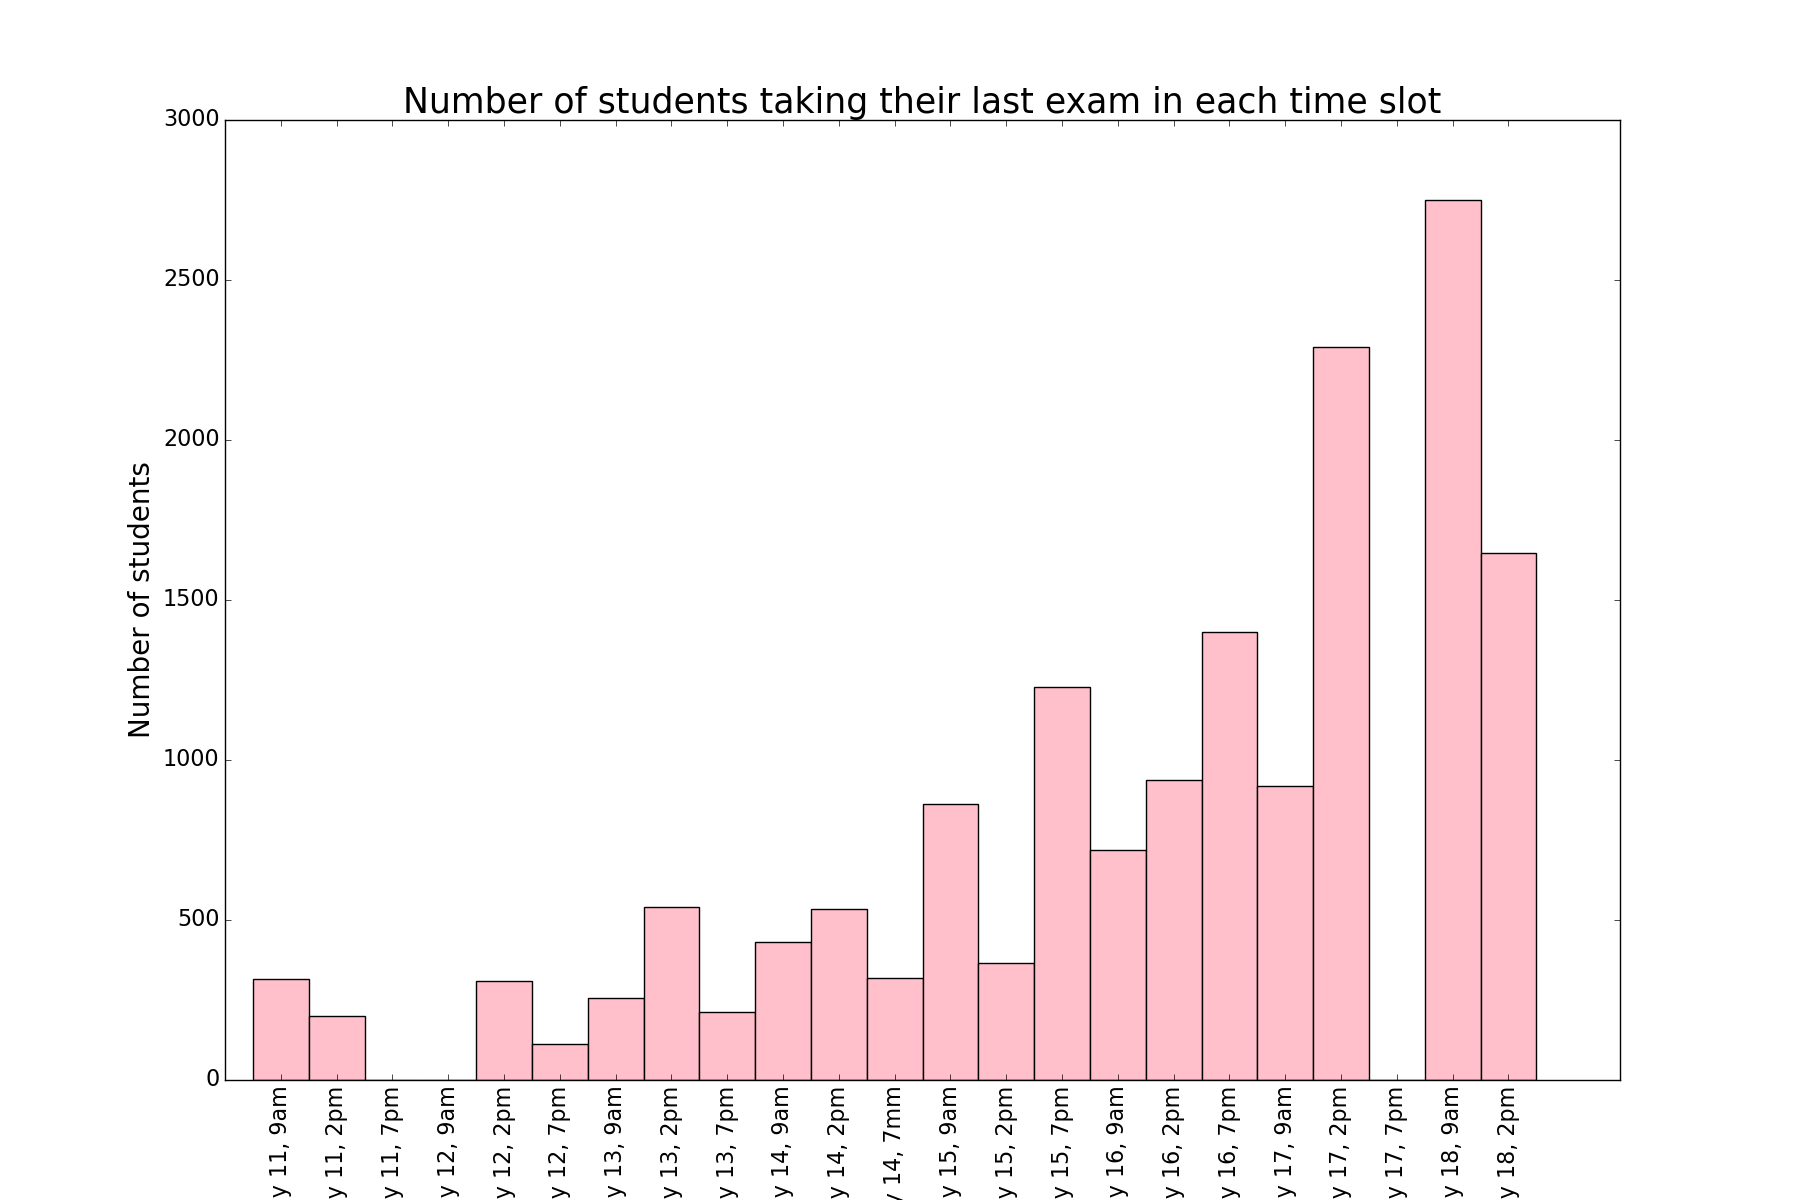 Number of students taking their last exam in each time slot
Number of students
3000
2500
2000
1500
1000
500
0
y 11, 9am
y 11, 2pm
y 11, 7pm
y 12, 9am
y 12, 2pm
y 12, 7pm
y 13, 9am
y 13, 2pm
y 13, 7pm
y 14, 9am
y 14, 2pm
y 14, 7mm
y 15, 9am
y 15, 2pm
y 15, 7pm
y 16, 9am
y 16, 2pm
y 16, 7pm
y 17, 9am
y 17, 2pm
y 17, 7pm
y 18, 9am
y 18, 2pm